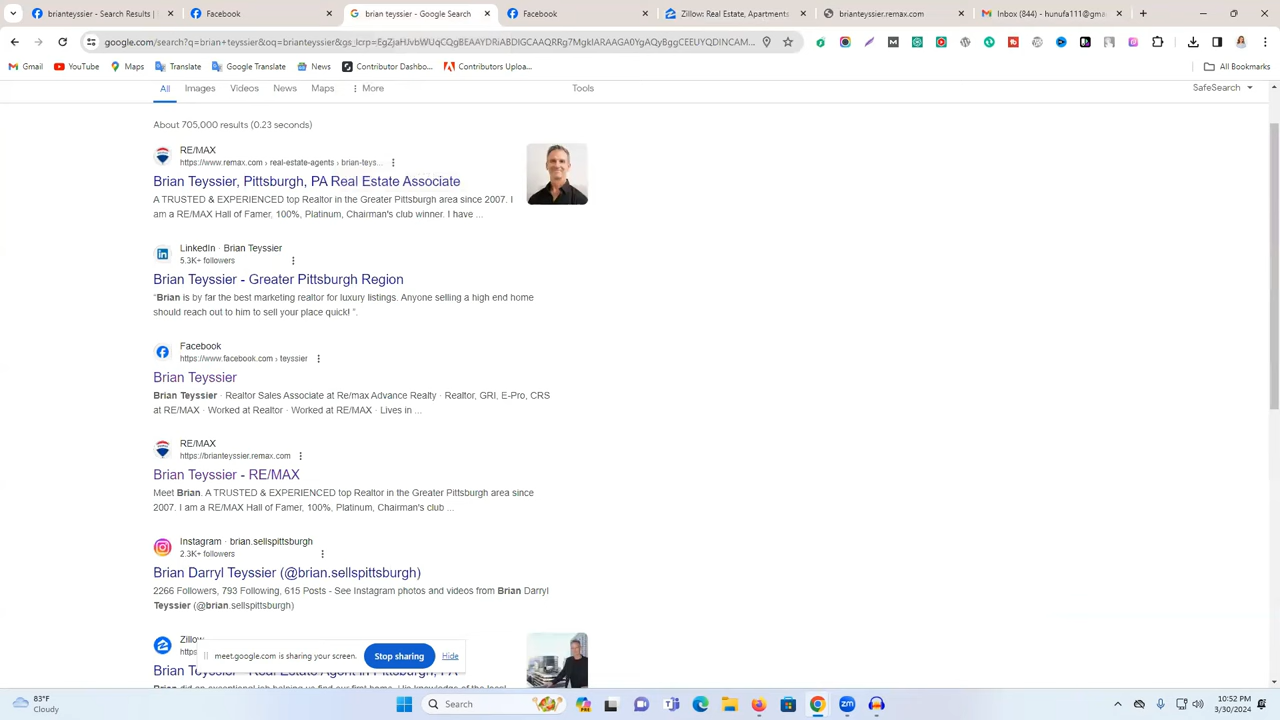 Facebook
Facebook
brian teyssier - Google Search
Facebook
Zillow: Real Estate, Apartments
brianteyssier.remax.com
Inbox (844) - hunufa111@gma
google.com/search?q=brian+teyssier&oq=brianteyssier&gs_lcrp=
Gmail
YouTube
Maps
Translate
Google Translate
News
Contributor Dashbo...
Contributors Uploa...
All Bookmarks
All
Images
Videos
News
Maps
More
Tools
SafeSearch
About 705,000 results (0.23 seconds)
RE/MAX
https://www.remax.com › real-estate-agents › brian-teys...
Brian Teyssier, Pittsburgh, PA Real Estate Associate
A TRUSTED & EXPERIENCED top Realtor in the Greater Pittsburgh area since 2007. I
am a RE/MAX Hall of Famer, 100%, Platinum, Chairman's club winner. I have ...
LinkedIn · Brian Teyssier
5.3K+ followers
Brian Teyssier - Greater Pittsburgh Region
“Brian is by far the best marketing realtor for luxury listings. Anyone selling a high end home
should reach out to him to sell your place quick! ”.
Facebook
https://www.facebook.com › teyssier
Brian Teyssier
Brian Teyssier · Realtor Sales Associate at Re/max Advance Realty · Realtor, GRI, E-Pro, CRS
at RE/MAX · Worked at Realtor · Worked at RE/MAX · Lives in ...
RE/MAX
https://brianteyssier.remax.com
Brian Teyssier - RE/MAX
Meet Brian. A TRUSTED & EXPERIENCED top Realtor in the Greater Pittsburgh area since
2007. I am a RE/MAX Hall of Famer, 100%, Platinum, Chairman's club ...
Instagram · brian.sellspittsburgh
2.3K+ followers
Brian Darryl Teyssier (@brian.sellspittsburgh)
2266 Followers, 793 Following, 615 Posts - See Instagram photos and videos from Brian Darryl
Teyssier (@brian.sellspittsburgh)
Zillow
https
meet.google.com is sharing your screen.
Stop sharing
Hide
Real Estate Agent in Pittsburgh, PA
83°F
Cloudy
Search
10:52 PM
3/30/2024